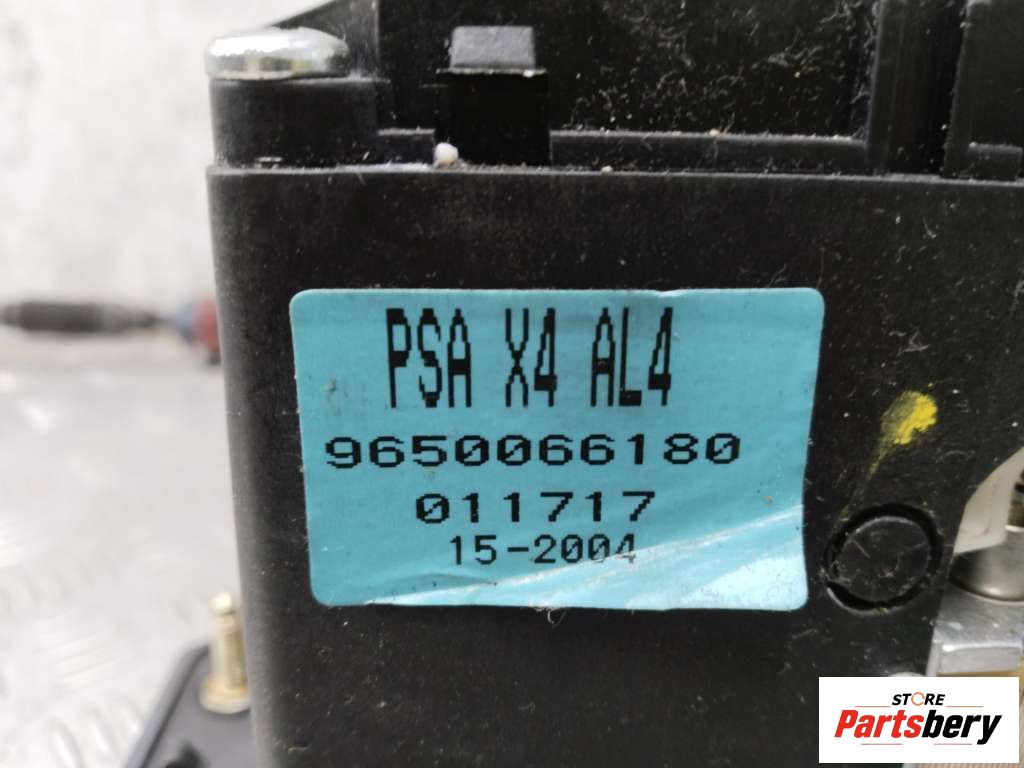 PSA X4 AL4
9650066180
011717
15-2004
STORE
Partsbery